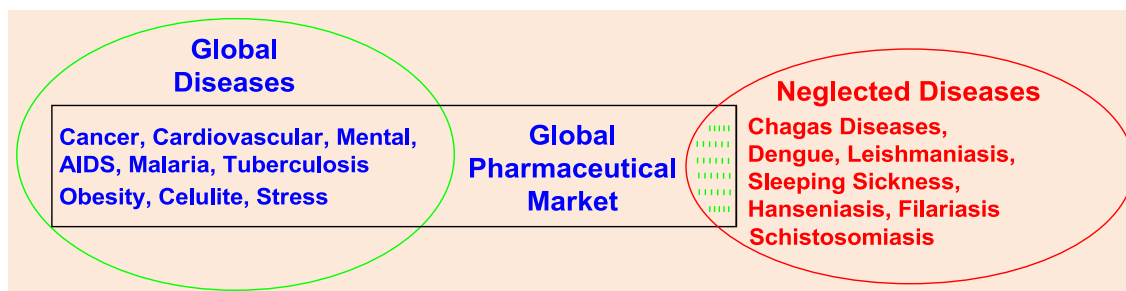 Global
Diseases
Cancer, Cardiovascular, Mental,
AIDS, Malaria, Tuberculosis
Obesity, Celulite, Stress
Global
Pharmaceutical
Market
Neglected Diseases
Chagas Diseases,
Dengue, Leishmaniasis,
Sleeping Sickness,
Hanseniasis, Filariasis
Schistosomiasis